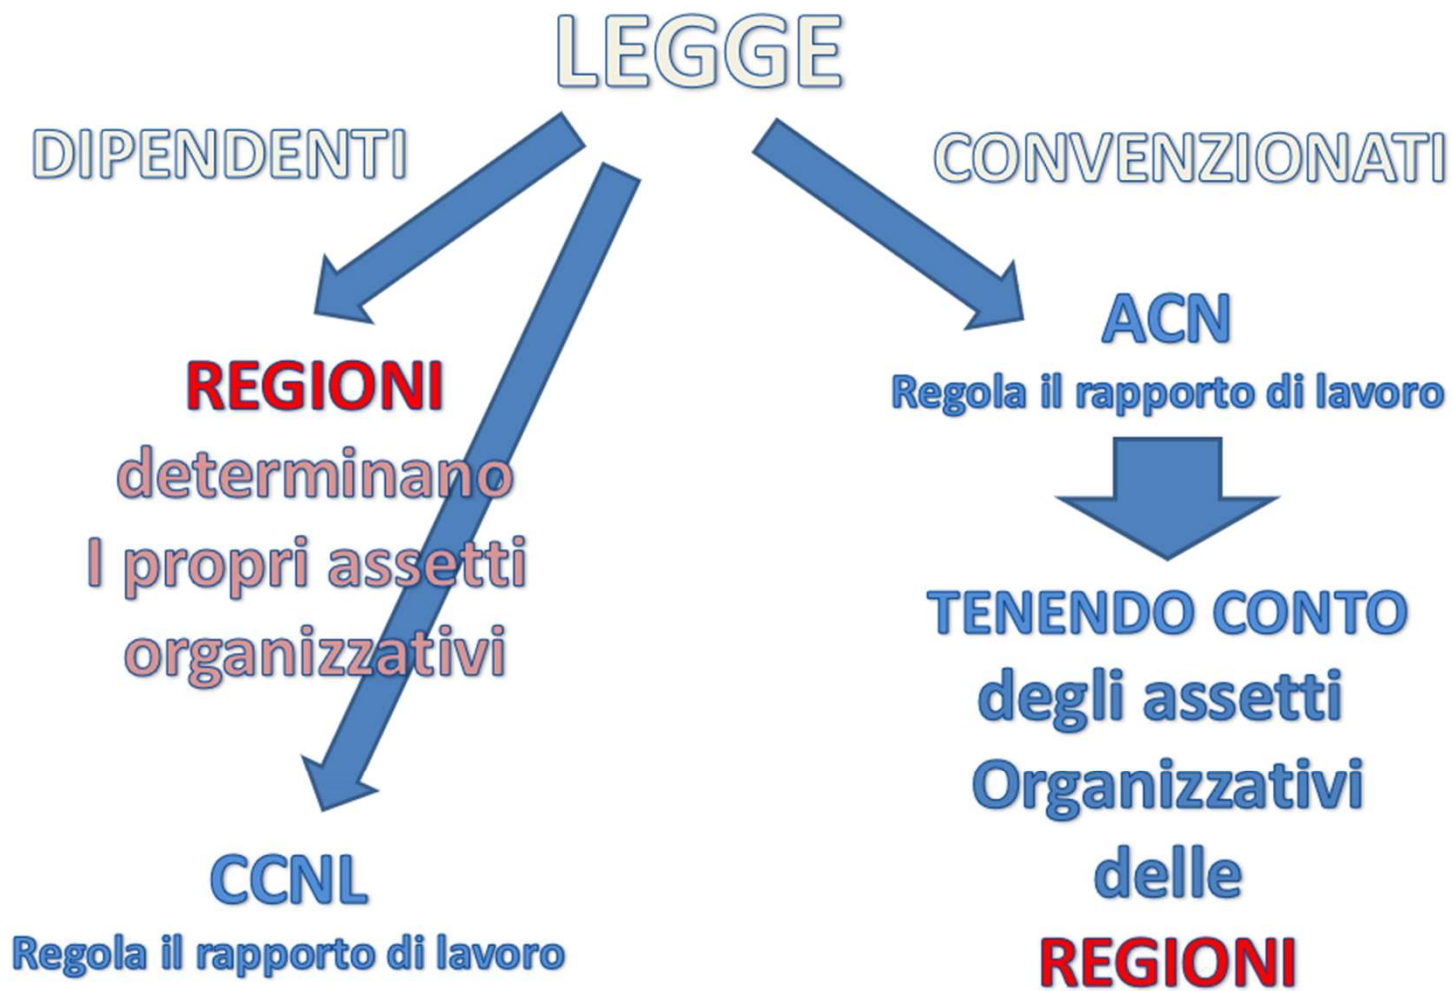 LEGGE
DIPENDENTI
REGIONI
determinano
I propri assetti
organizzativi
CCNL
Regola il rapporto di lavoro
CONVENZIONATI
ACN
Regola il rapporto di lavoro
TENENDO CONTO
degli assetti
Organizzativi
delle
REGIONI